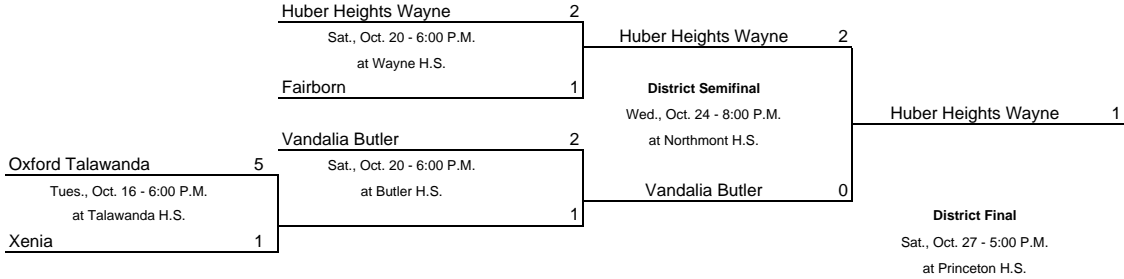 Huber Heights Wayne 2
Sat., Oct. 20 - 6:00 P.M.
at Wayne H.S.
Fairborn 1
Huber Heights Wayne 2
District Semifinal
Wed., Oct. 24 - 8:00 P.M.
at Northmont H.S.
Vandalia Butler 0
Huber Heights Wayne 1
Vandalia Butler 2
Sat., Oct. 20 - 6:00 P.M.
at Butler H.S.
1
Oxford Talawanda 5
Tues., Oct. 16 - 6:00 P.M.
at Talawanda H.S.
Xenia 1
District Final
Sat., Oct. 27 - 5:00 P.M.
at Princeton H.S.